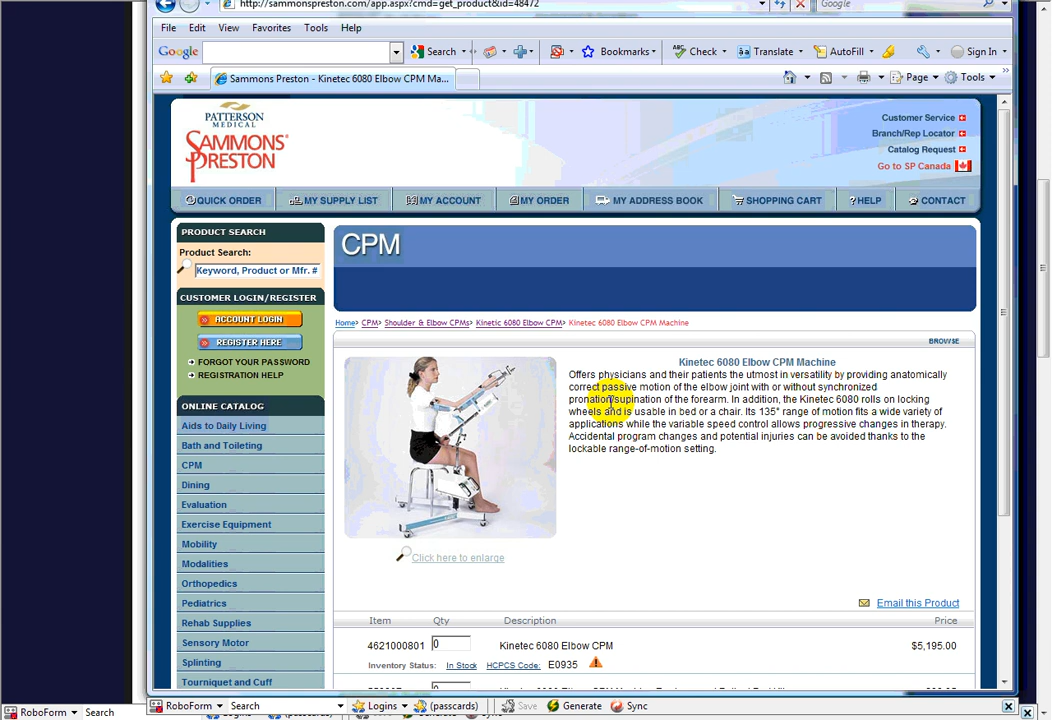 http://sammonspreston.com/app.aspx?cmd=get_product&id=48472
Google
File Edit View Favorites Tools Help
Google Search Bookmarks Check Translate AutoFill Sign In
Sammons Preston - Kinetec 6080 Elbow CPM Ma...
Page Tools
PATTERSON
MEDICAL
SAMMONS®
PRESTON
Customer Service
Branch/Rep Locator
Catalog Request
Go to SP Canada
QUICK ORDER MY SUPPLY LIST MY ACCOUNT MY ORDER MY ADDRESS BOOK SHOPPING CART ?HELP CONTACT
PRODUCT SEARCH
Product Search:
Keyword, Product or Mfr. #
CUSTOMER LOGIN/REGISTER
ACCOUNT LOGIN
REGISTER HERE
FORGOT YOUR PASSWORD
REGISTRATION HELP
ONLINE CATALOG
Aids to Daily Living
Bath and Toileting
CPM
Dining
Evaluation
Exercise Equipment
Mobility
Modalities
Orthopedics
Pediatrics
Rehab Supplies
Sensory Motor
Splinting
Tourniquet and Cuff
CPM
Home> CPM> Shoulder & Elbow CPMs> Kinetic 6080 Elbow CPM> Kinetec 6080 Elbow CPM Machine
BROWSE
Kinetec 6080 Elbow CPM Machine
Offers physicians and their patients the utmost in versatility by providing anatomically
correct passive motion of the elbow joint with or without synchronized
pronation/supination of the forearm. In addition, the Kinetec 6080 rolls on locking
wheels and is usable in bed or a chair. Its 135° range of motion fits a wide variety of
applications while the variable speed control allows progressive changes in therapy.
Accidental program changes and potential injuries can be avoided thanks to the
lockable range-of-motion setting.
Click here to enlarge
Email this Product
Item Qty Description Price
4621000801 0 Kinetec 6080 Elbow CPM $5,195.00
Inventory Status: In Stock HCPCS Code: E0935
RoboForm Search Logins (passcards) Save Generate Sync
RoboForm Search